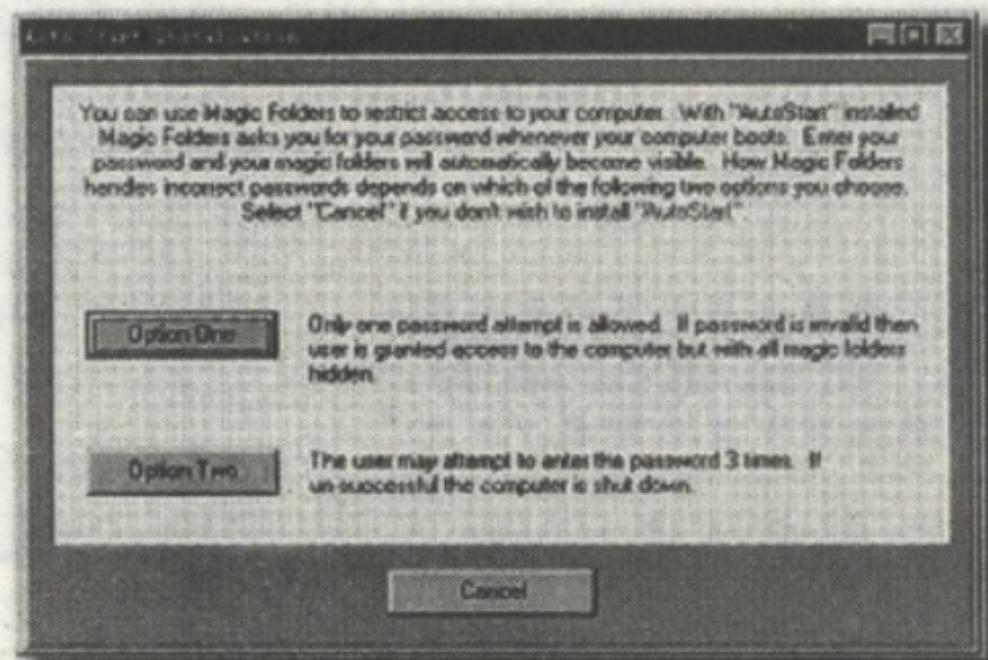 Auto Start Installation
You can use Magic Folders to restrict access to your computer. With "AutoStart" installed
Magic Folders asks you for your password whenever your computer boots. Enter your
password and your magic folders will automatically become visible. How Magic Folders
handles incorrect passwords depends on which of the following two options you choose.
Select "Cancel" if you don't wish to install "AutoStart".
Option One
Only one password attempt is allowed. If password is invalid then
user is granted access to the computer but with all magic folders
hidden.
Option Two
The user may attempt to enter the password 3 times. If
un-successful the computer is shut down.
Cancel